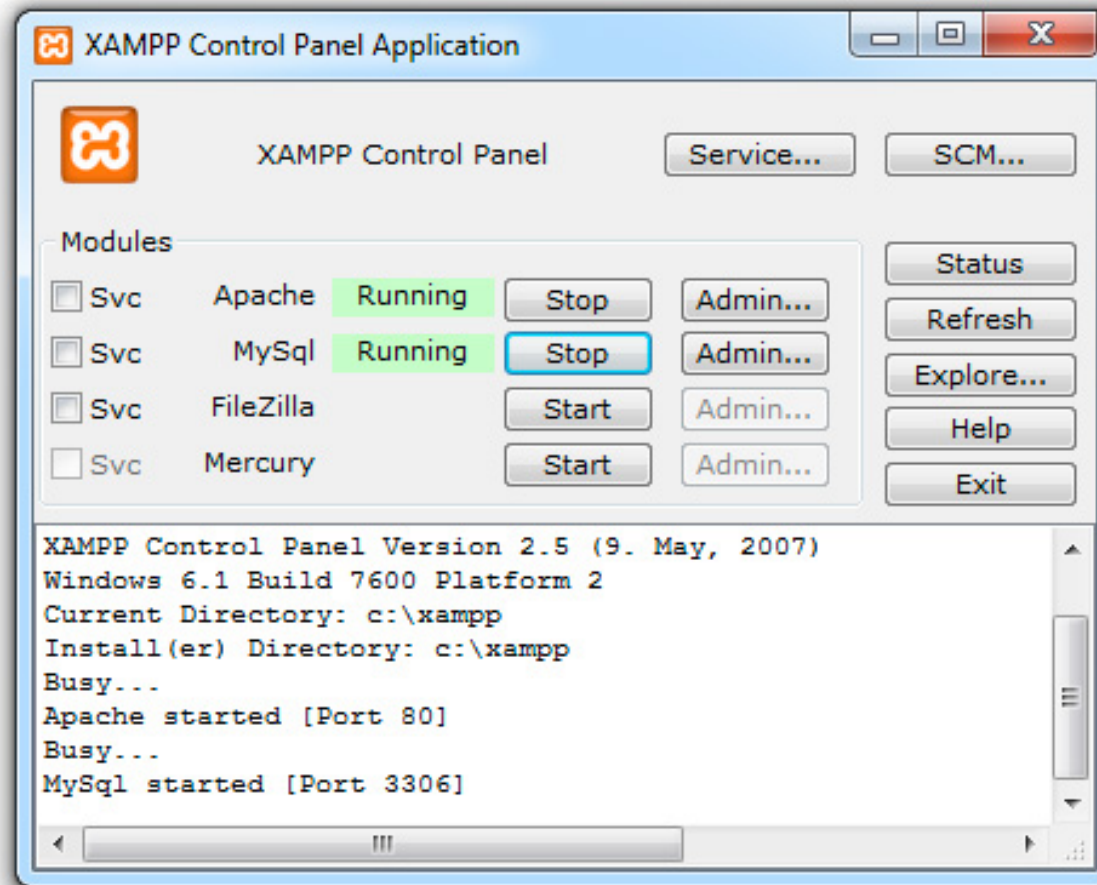 XAMPP Control Panel Application
XAMPP Control Panel Service... SCM...
Modules
Status
Svc Apache Running Stop Admin...
Refresh
Svc MySql Running Stop Admin...
Explore...
Svc FileZilla Start Admin...
Help
Svc Mercury Start Admin...
Exit
XAMPP Control Panel Version 2.5 (9. May, 2007)
Windows 6.1 Build 7600 Platform 2
Current Directory: c:\xampp
Install(er) Directory: c:\xampp
Busy...
Apache started [Port 80]
Busy...
MySql started [Port 3306]